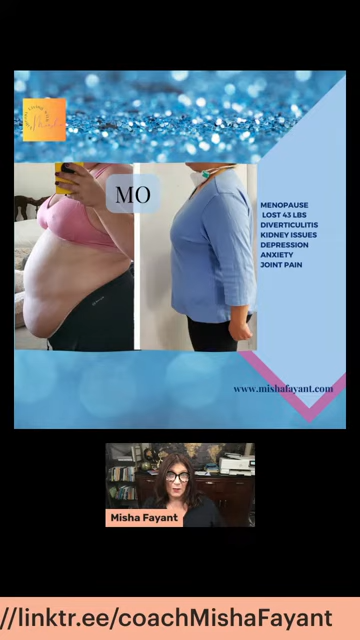 MO
MENOPAUSE
LOST 43 LBS
DIVERTICULITIS
KIDNEY ISSUES
DEPRESSION
ANXIETY
JOINT PAIN
www.mishafayant.com
Misha Fayant
//linktr.ee/coachMishaFayant